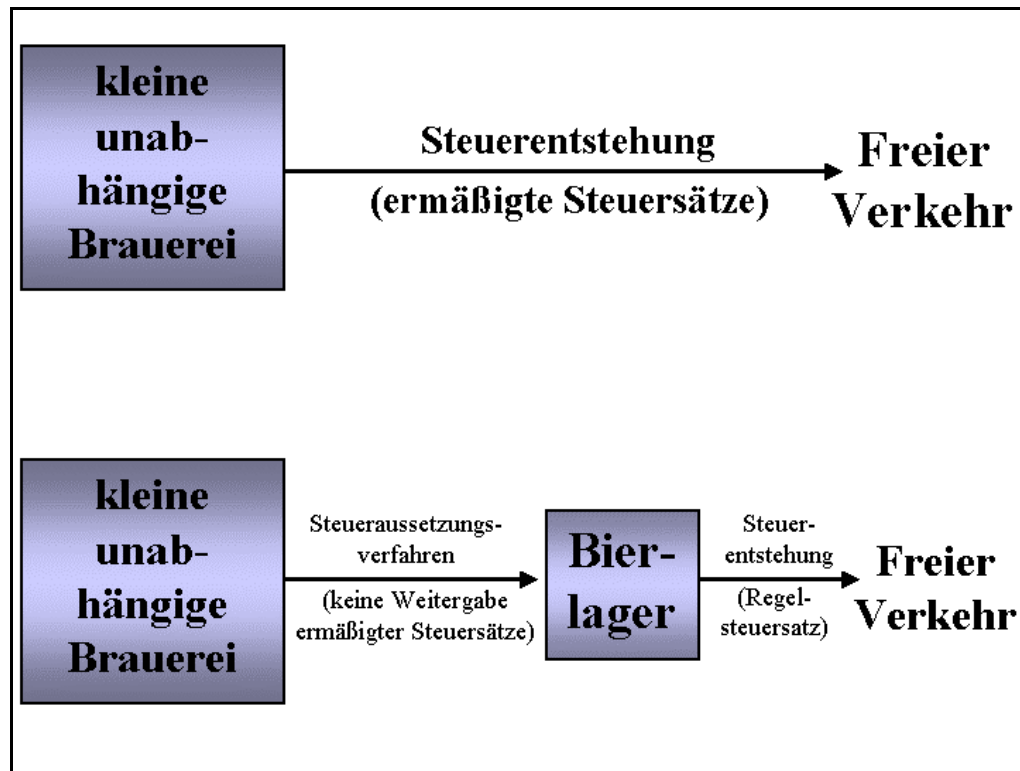 kleine
unab-
hängige
Brauerei
Steuerentstehung
(ermäßigte Steuersätze)
Freier
Verkehr
kleine
unab-
hängige
Brauerei
Steueraussetzungs-
verfahren
(keine Weitergabe
ermäßigter Steuersätze)
Bier-
lager
Steuer-
entstehung
(Regel-
steuersatz)
Freier
Verkehr